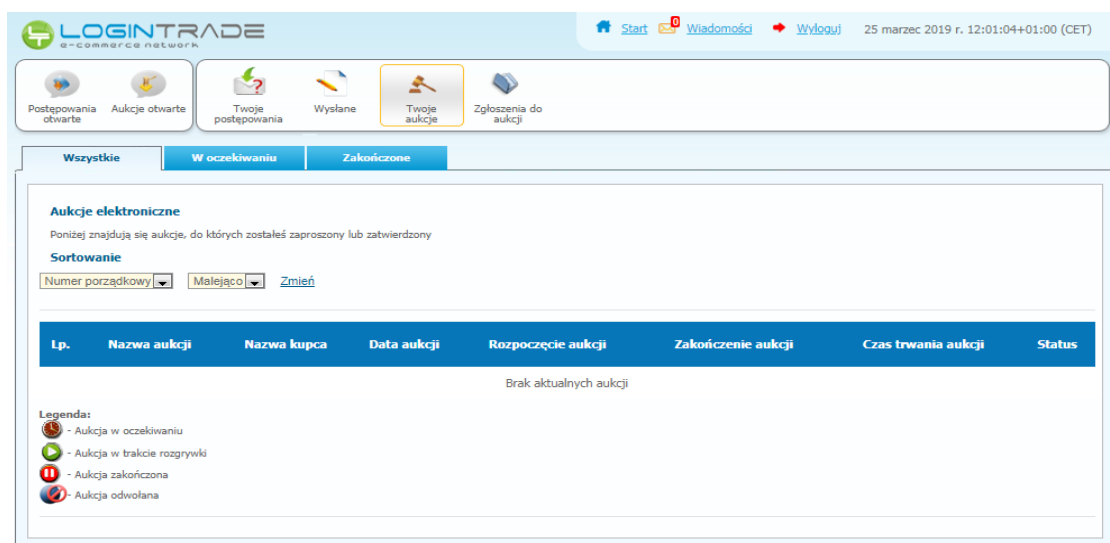 LOGINTRADE
e-commerce network
Start 0 Wiadomości Wyloguj 25 marzec 2019 r. 12:01:04+01:00 (CET)
Postępowania otwarte
Aukcje otwarte
Twoje postępowania
Wysłane
Twoje aukcje
Zgłoszenia do aukcji
Wszystkie W oczekiwaniu Zakończone
Aukcje elektroniczne
Poniżej znajdują się aukcje, do których zostałeś zaproszony lub zatwierdzony
Sortowanie
Numer porządkowy Malejąco Zmień
Lp. Nazwa aukcji Nazwa kupca Data aukcji Rozpoczęcie aukcji Zakończenie aukcji Czas trwania aukcji Status
Brak aktualnych aukcji
Legenda:
- Aukcja w oczekiwaniu
- Aukcja w trakcie rozgrywki
- Aukcja zakończona
- Aukcja odwołana